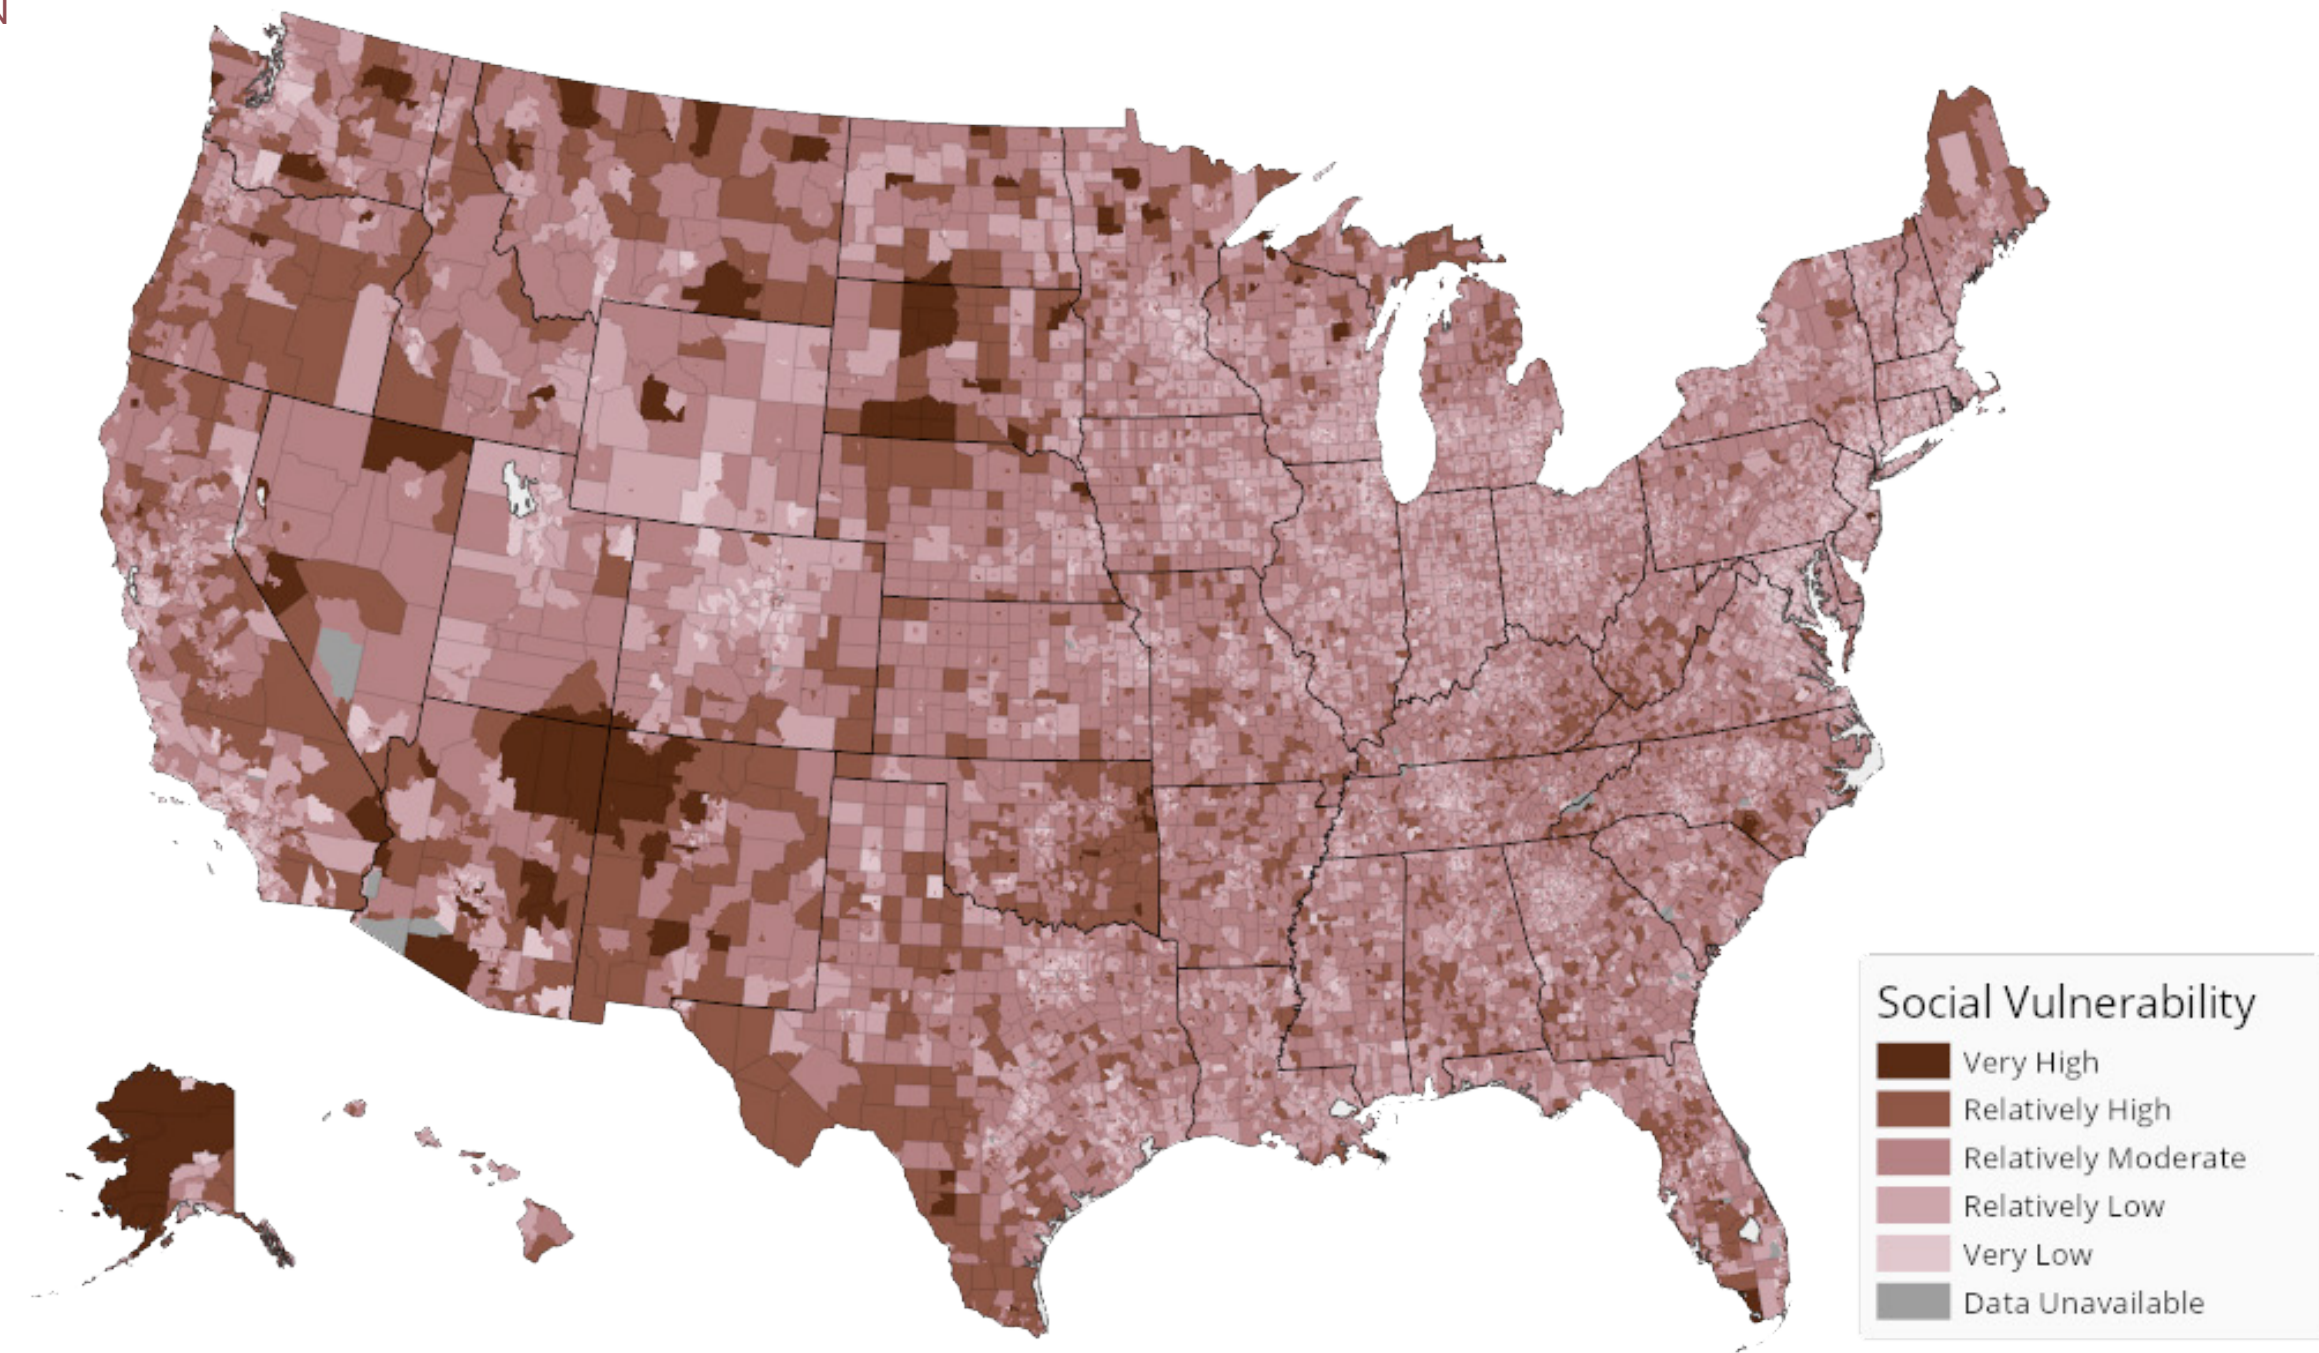 Social Vulnerability
Very High
Relatively High
Relatively Moderate
Relatively Low
Very Low
Data Unavailable